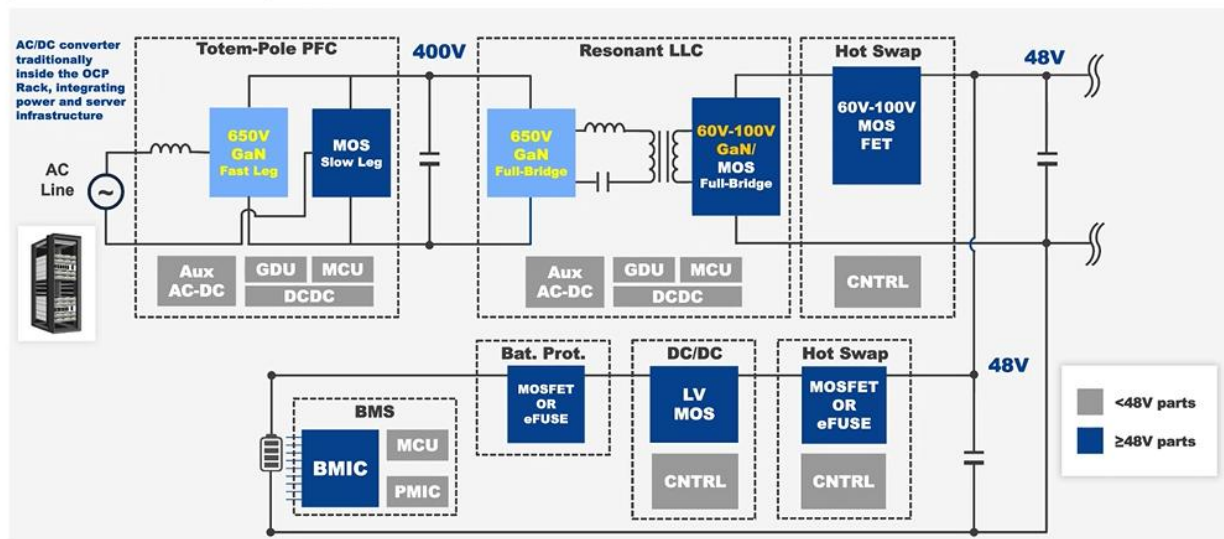 AC/DC converter
traditionally
inside the OCP
Rack, integrating
power and server
infrastructure
Totem-Pole PFC
400V
Resonant LLC
Hot Swap
48V
AC
Line
~
650V
GaN
Fast Leg
MOS
Slow Leg
650V
GaN
Full-Bridge
60V-100V
GaN/
MOS
Full-Bridge
60V-100V
MOS
FET
Aux
AC-DC
GDU
MCU
DCDC
Aux
AC-DC
GDU
MCU
DCDC
CNTRL
Bat. Prot.
DC/DC
Hot Swap
48V
MOSFET
OR
eFUSE
LV
MOS
MOSFET
OR
eFUSE
BMS
BMIC
MCU
PMIC
CNTRL
CNTRL
<48V parts
≥48V parts